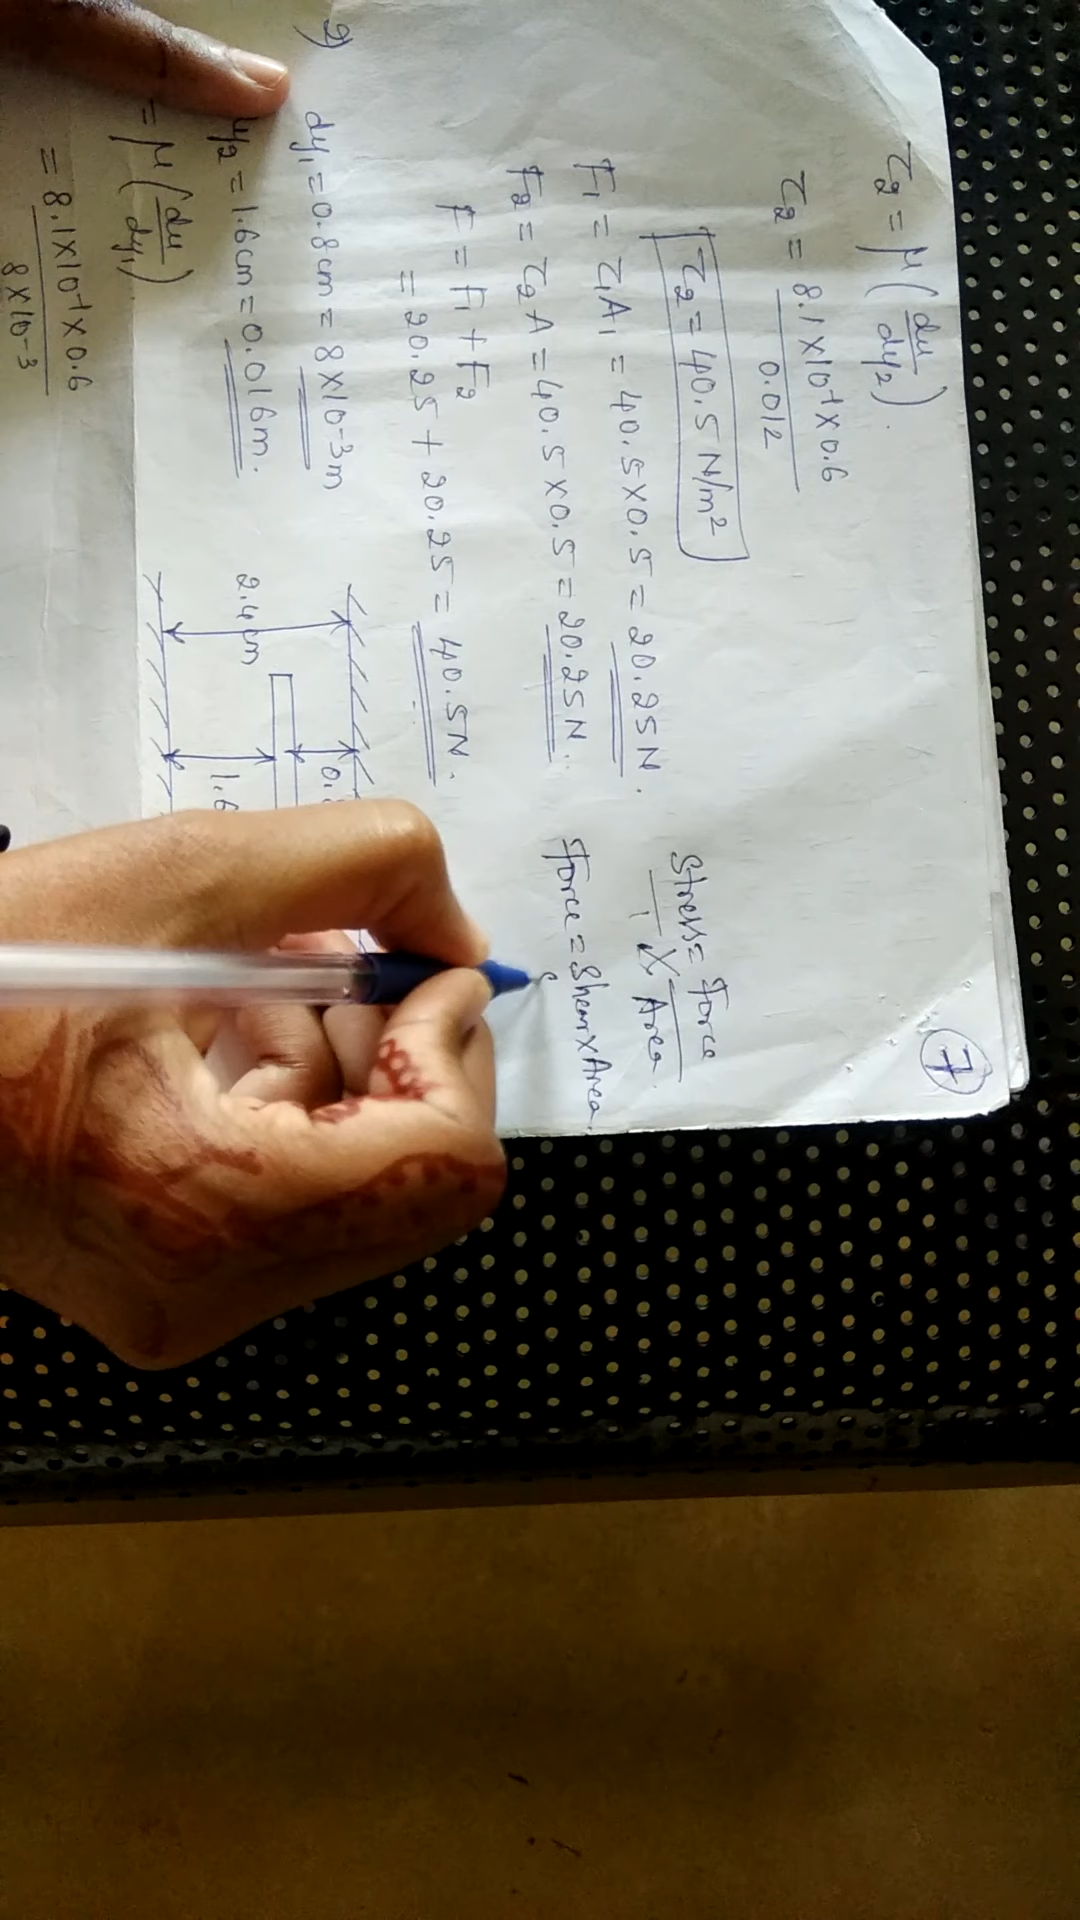 7
τ2 = μ (du/dy2).
τ2 = 8.1×10⁻¹×0.6 / 0.012
τ2 = 40.5 N/m²
F1 = τ1A1 = 40.5×0.5 = 20.25N.
F2 = τ2A = 40.5×0.5 = 20.25N.
F = F1 + F2
= 20.25 + 20.25 = 40.5N.
Stress = Force / Area
1
Force = Shear×Area.
2)
dy1 = 0.8cm = 8×10⁻³m
y2 = 1.6cm = 0.016m.
2.4cm
0.
1.6
= μ (du/dy1)
= 8.1×10⁻¹×0.6 / 8×10⁻³